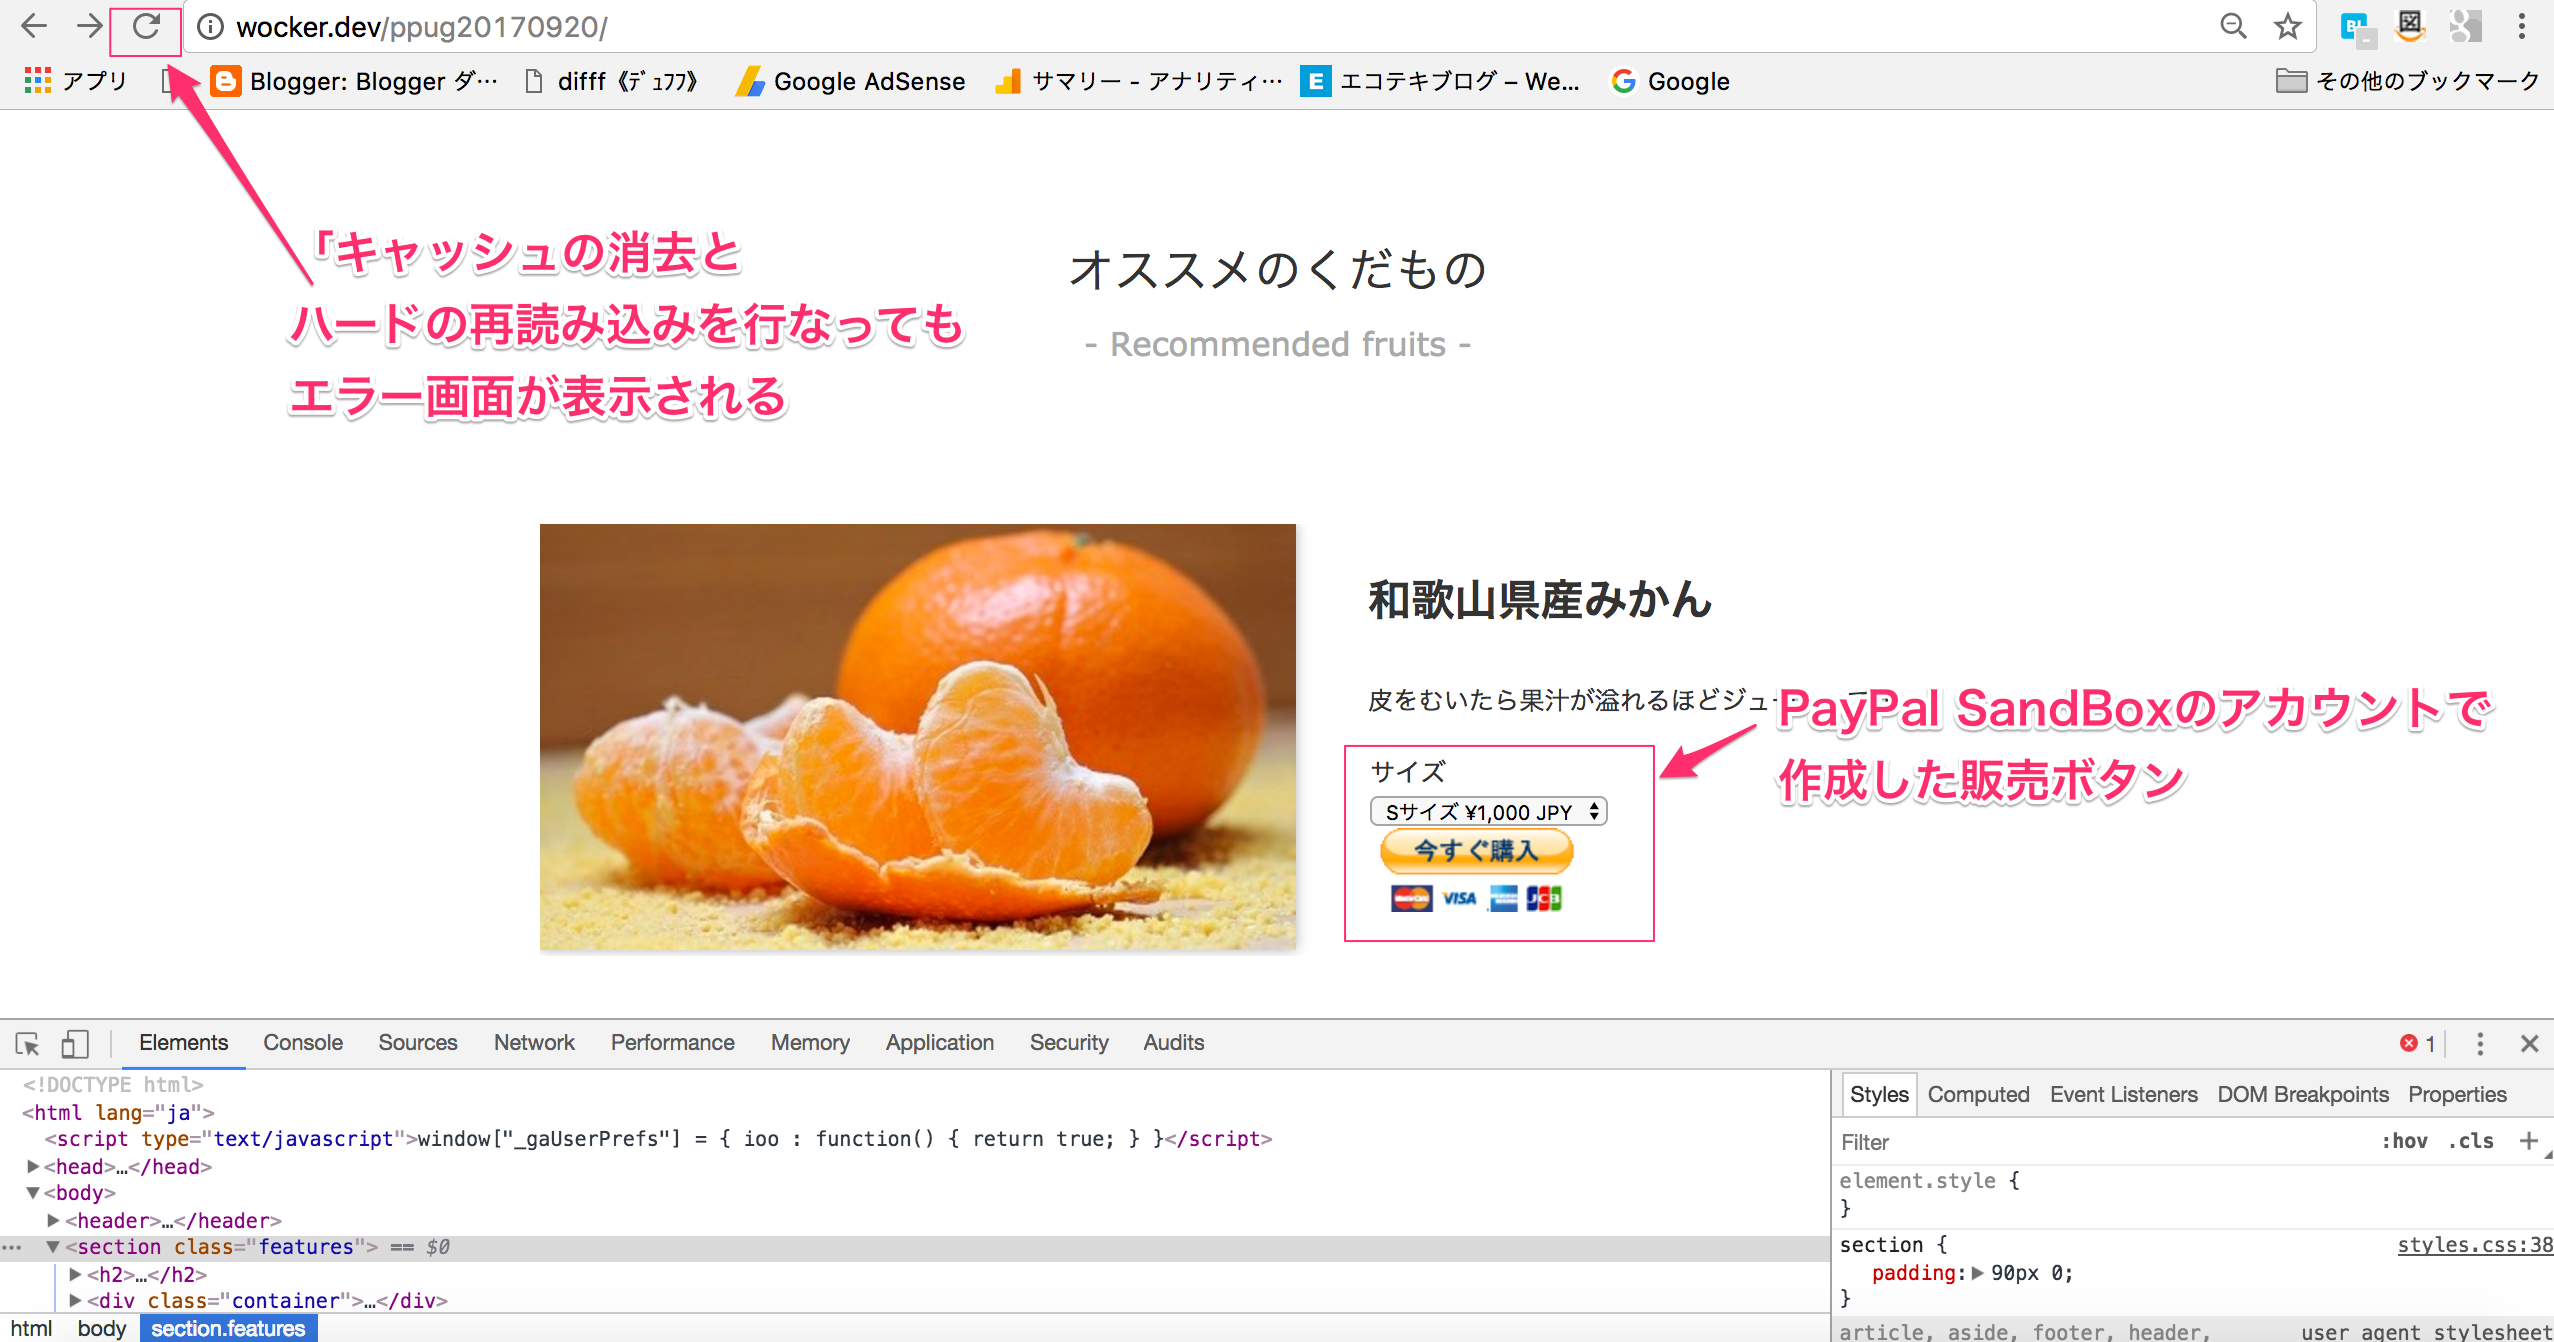 wocker.dev/ppug20170920/
アプリ
Blogger: Blogger ダ…
difff《ﾃﾞｭﾌﾌ》
Google AdSense
サマリー - アナリティ…
エコテキブログ – We…
Google
その他のブックマーク
「キャッシュの消去と
ハードの再読み込みを行なっても
エラー画面が表示される
オススメのくだもの
- Recommended fruits -
和歌山県産みかん
皮をむいたら果汁が溢れるほどジュ
PayPal SandBoxのアカウントで
作成した販売ボタン
サイズ
Sサイズ ¥1,000 JPY
今すぐ購入
VISA
JCB
Elements Console Sources Network Performance Memory Application Security Audits
1
<!DOCTYPE html>
<html lang="ja">
<script type="text/javascript">window["_gaUserPrefs"] = { ioo : function() { return true; } }</script>
<head>…</head>
<body>
<header>…</header>
<section class="features"> == $0
<h2>…</h2>
<div class="container">…</div>
html body section.features
Styles Computed Event Listeners DOM Breakpoints Properties
Filter :hov .cls +
element.style {
}
section { styles.css:38
padding: 90px 0;
}
article, aside, footer, header, user agent stylesheet